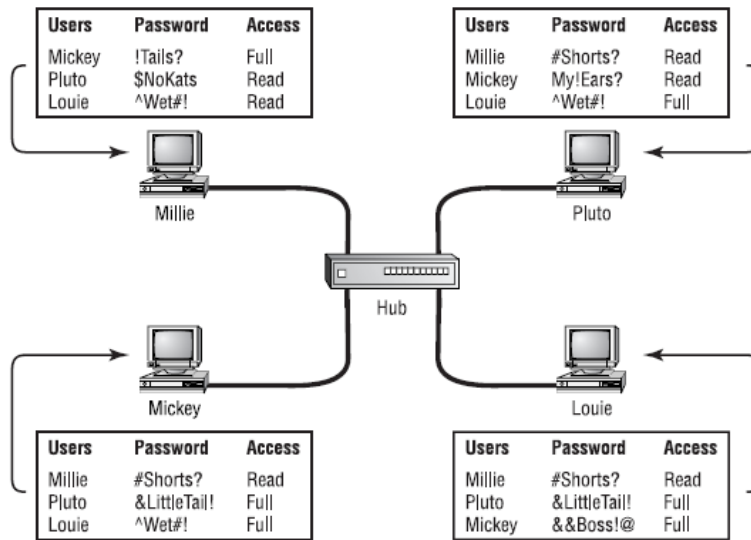 Users Password Access
Mickey !Tails? Full
Pluto $NoKats Read
Louie ^Wet#! Read
Users Password Access
Millie #Shorts? Read
Mickey My!Ears? Read
Louie ^Wet#! Full
Millie
Pluto
Hub
Mickey
Louie
Users Password Access
Millie #Shorts? Read
Pluto &LittleTail! Full
Louie ^Wet#! Full
Users Password Access
Millie #Shorts? Read
Pluto &LittleTail! Full
Mickey &&Boss!@ Full